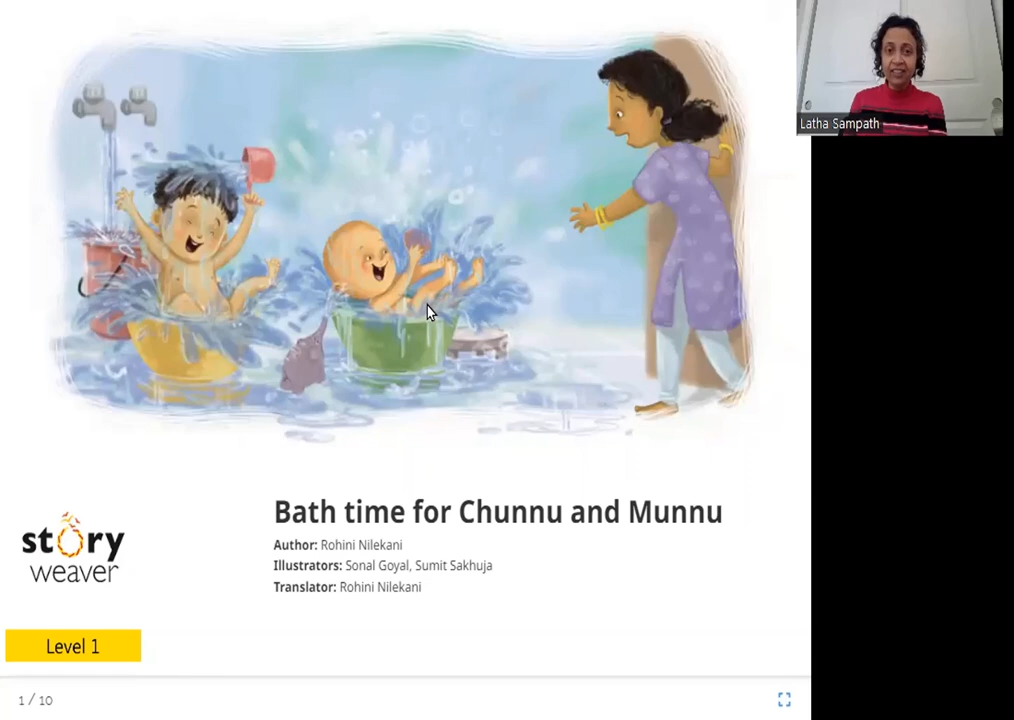 Latha Sampath
Bath time for Chunnu and Munnu
Author: Rohini Nilekani
Illustrators: Sonal Goyal, Sumit Sakhuja
Translator: Rohini Nilekani
story
weaver
Level 1
1 / 10